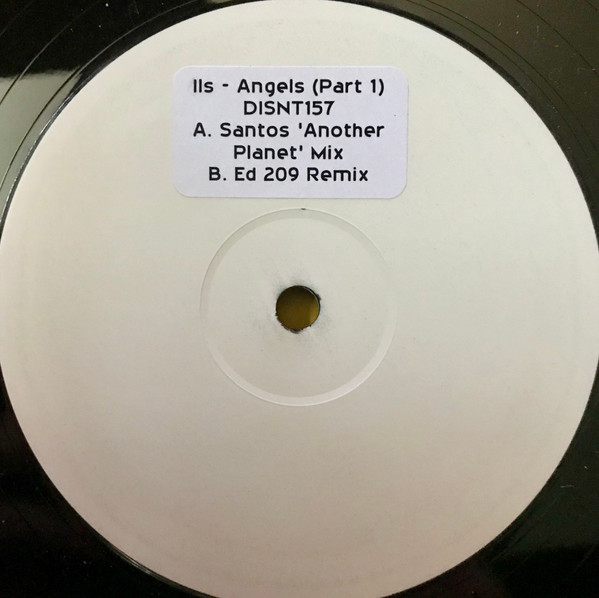 Ils - Angels (Part 1)
DISNT157
A. Santos 'Another
Planet' Mix
B. Ed 209 Remix